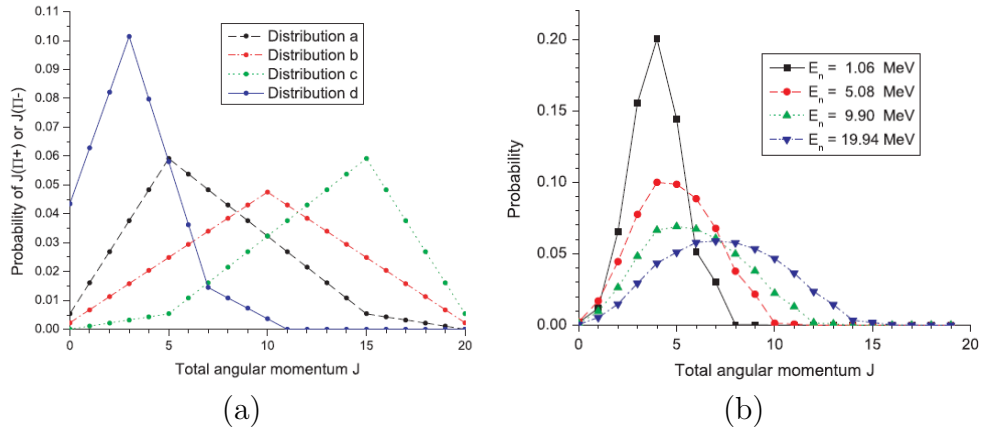 0.11
0.10
0.09
0.08
0.07
0.06
0.05
0.04
0.03
0.02
0.01
0.00
Probability of J(Π+) or J(Π-)
Distribution a
Distribution b
Distribution c
Distribution d
0 5 10 15 20
Total angular momentum J
(a)
0.20
0.15
0.10
0.05
0.00
Probability
En = 1.06 MeV
En = 5.08 MeV
En = 9.90 MeV
En = 19.94 MeV
0 5 10 15 20
Total angular momentum J
(b)